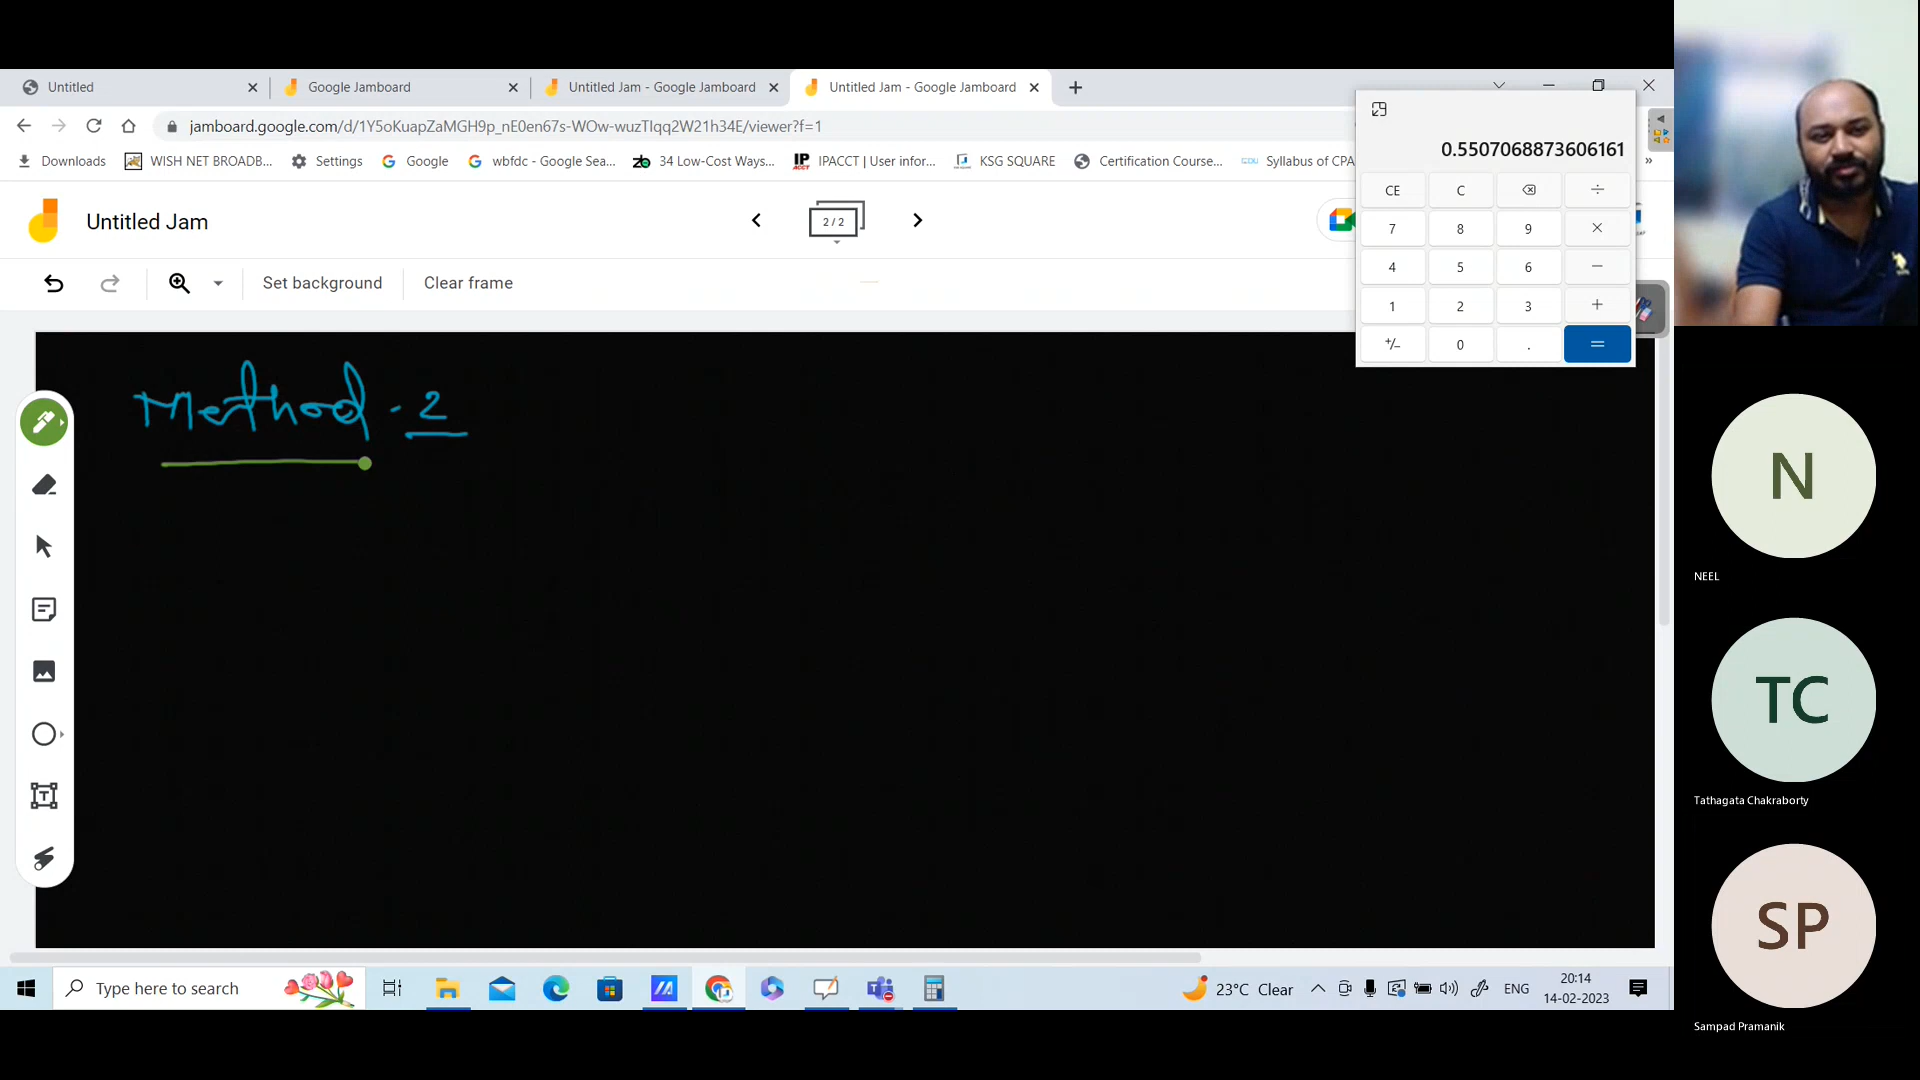 Untitled
Google Jamboard
Untitled Jam - Google Jamboard
Untitled Jam - Google Jamboard
jamboard.google.com/d/1Y5oKuapZaMGH9p_nE0en67s-WOw-wuzTIqq2W21h34E/viewer?f=1
Downloads
WISH NET BROADB...
Settings
Google
wbfdc - Google Sea...
34 Low-Cost Ways...
IPACCT | User infor...
KSG SQUARE
Certification Course...
Syllabus of CPA
»
0.5507068873606161
CE C ÷
7 8 9 ×
4 5 6 −
1 2 3 +
+/− 0 . =
Untitled Jam
2 / 2
Set background
Clear frame
Method - 2
N
NEEL
TC
Tathagata Chakraborty
SP
Sampad Pramanik
Type here to search
23°C Clear
ENG
20:14
14-02-2023